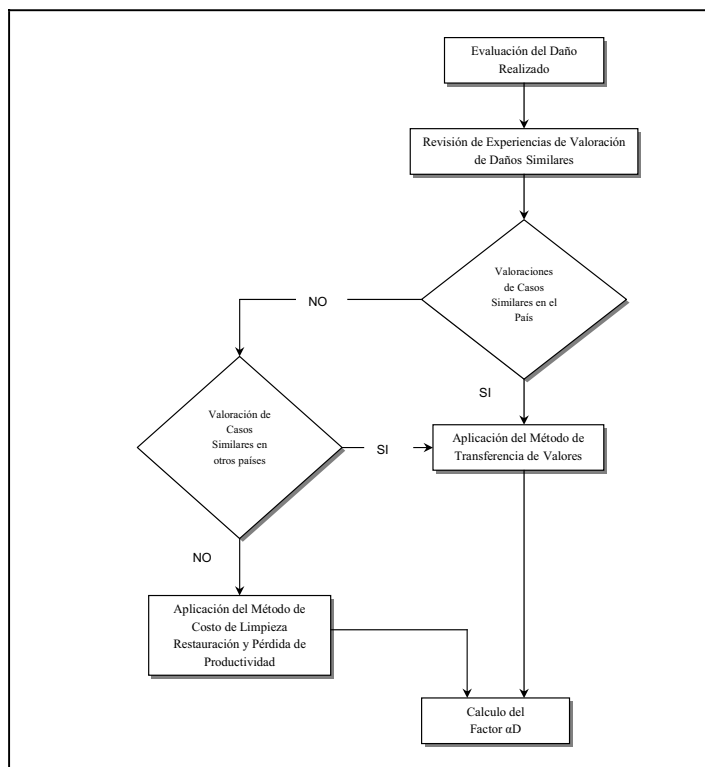 Evaluación del Daño
Realizado
Revisión de Experiencias de Valoración
de Daños Similares
Valoraciones
de Casos
Similares en el
País
NO
SI
Valoración de
Casos
Similares en
otros países
SI
Aplicación del Método de
Transferencia de Valores
NO
Aplicación del Método de
Costo de Limpieza
Restauración y Pérdida de
Productividad
Calculo del
Factor αD